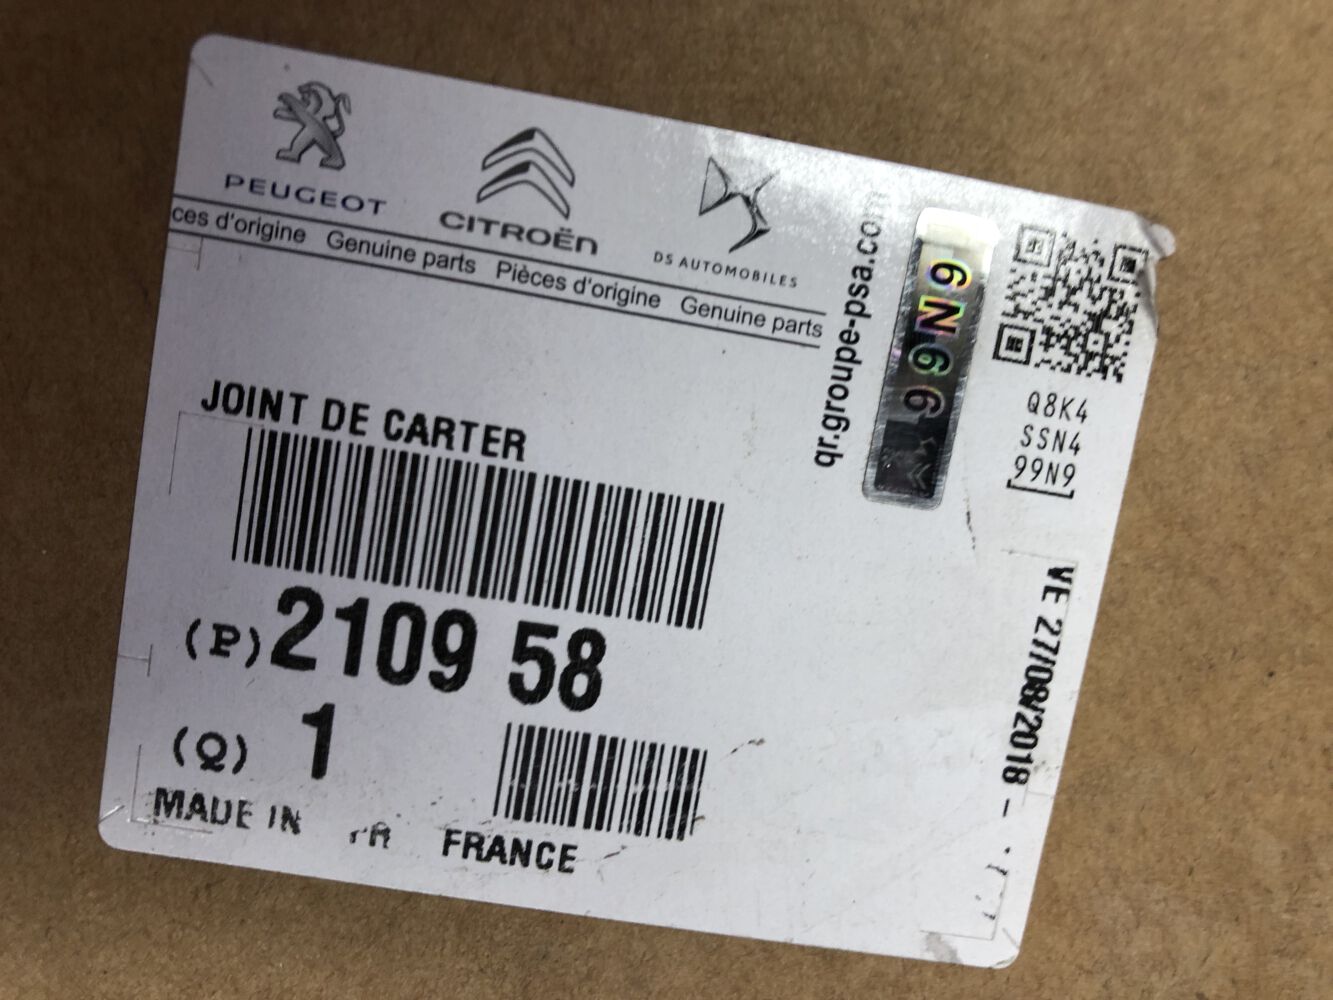 PEUGEOT
CITROËN
DS AUTOMOBILES
ces d'origine Genuine parts Pièces d'origine Genuine parts
qr.groupe-psa.com
99N9
Q8K4
SSN4
99N9
JOINT DE CARTER
(P) 2109 58
(Q) 1
MADE IN FR FRANCE
VE 27/08/2018 -